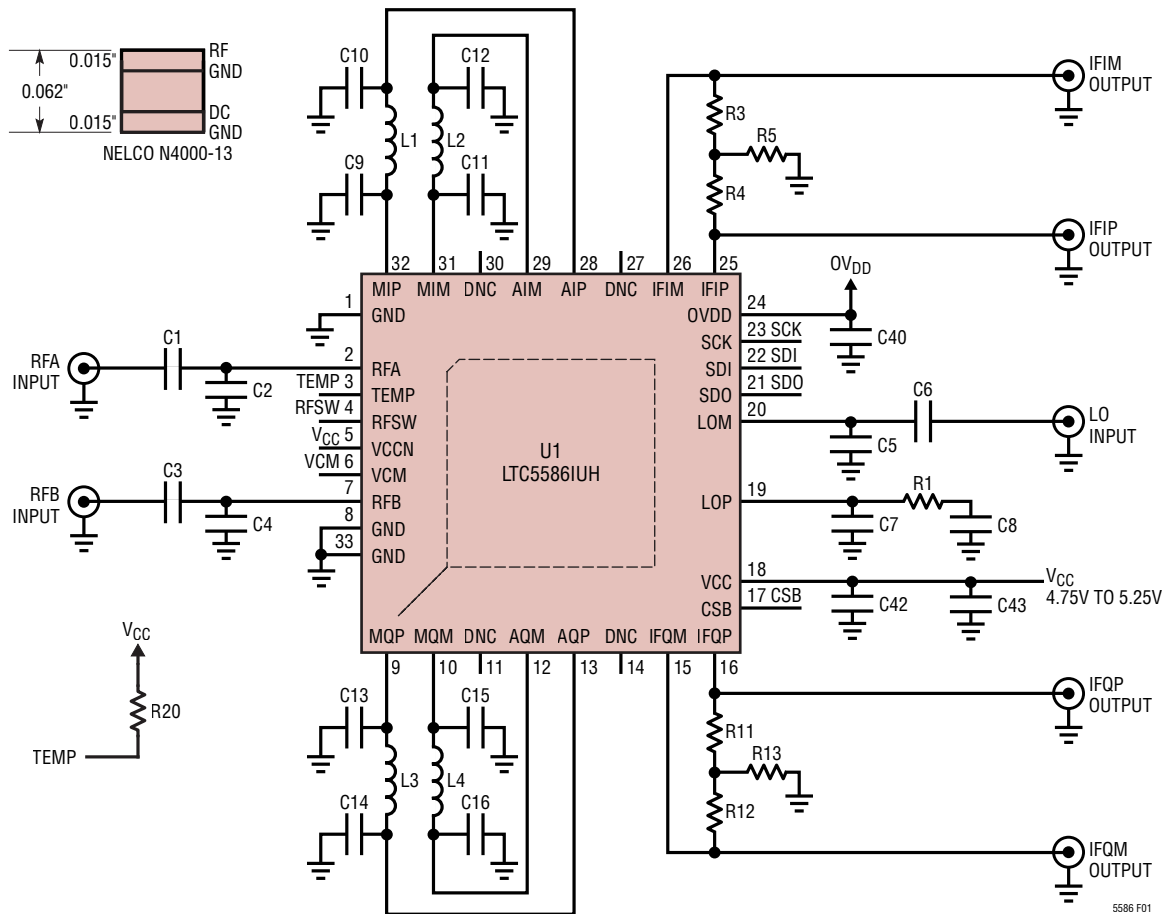 RF
0.015"
GND
0.062"
DC
0.015"
GND
NELCO N4000-13
C10
C12
L1
L2
C9
C11
IFIM
OUTPUT
R3
R5
R4
IFIP
OUTPUT
32 31 30 29 28 27 26 25
MIP MIM DNC AIM AIP DNC IFIM IFIP
OVDD
1
GND
OVDD
24
C40
SCK
23 SCK
SDI
22 SDI
SDO
21 SDO
RFA
INPUT
C1
C2
2
RFA
TEMP 3
TEMP
RFSW 4
RFSW
VCC 5
VCCN
VCM 6
VCM
U1
LTC5586IUH
LOM
20
C5
C6
LO
INPUT
RFB
INPUT
C3
C4
7
RFB
8
GND
33
GND
LOP
19
C7
R1
C8
VCC
18
C42
C43
VCC
4.75V TO 5.25V
CSB
17 CSB
MQP MQM DNC AQM AQP DNC IFQM IFQP
9 10 11 12 13 14 15 16
VCC
R20
TEMP
C13
C15
L3
L4
C14
C16
IFQP
OUTPUT
R11
R13
R12
IFQM
OUTPUT
5586 F01